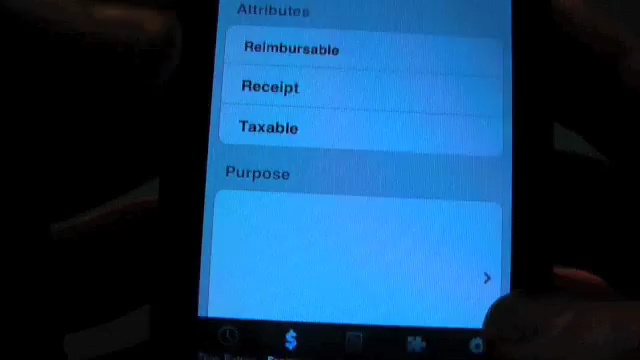 Attributes
Reimbursable
Receipt
Taxable
Purpose
$